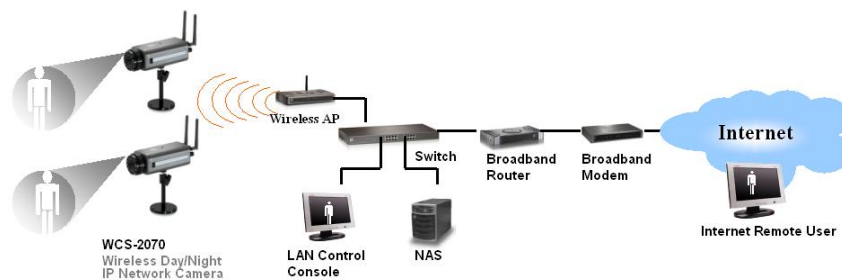 Wireless AP
Internet
Switch
Broadband
Router
Broadband
Modem
Internet Remote User
WCS-2070
Wireless Day/Night
IP Network Camera
LAN Control
Console
NAS